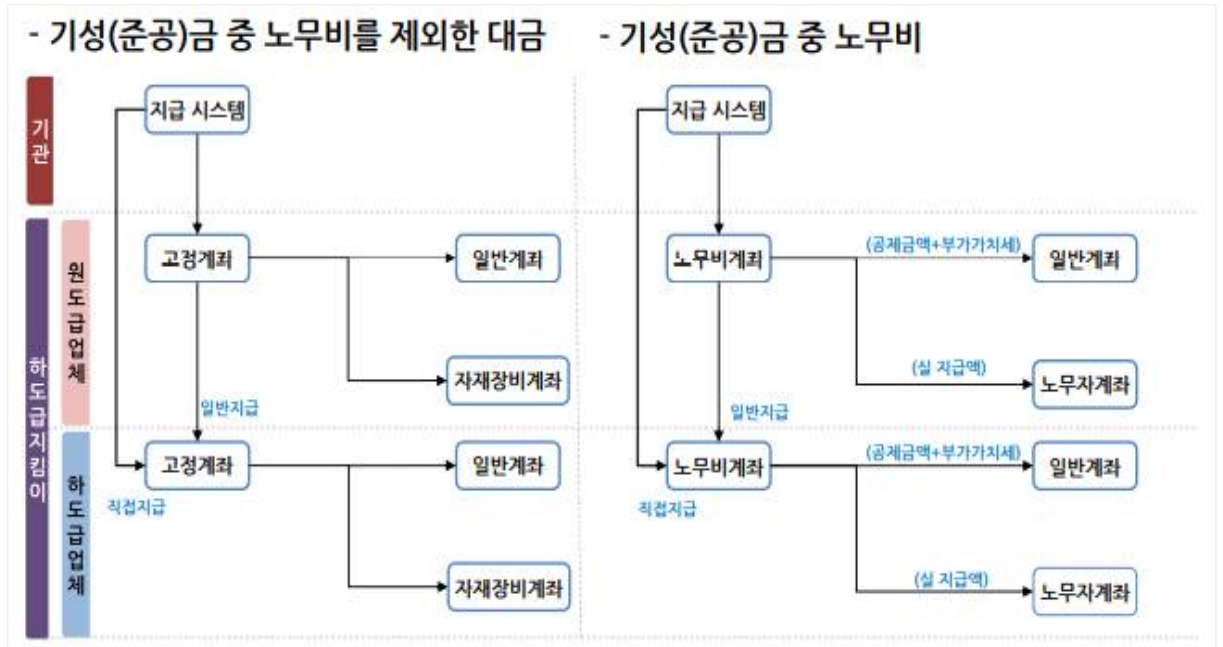 - 기성(준공)금 중 노무비를 제외한 대금
- 기성(준공)금 중 노무비
기관
지급 시스템
지급 시스템
하도급지킴이
원도급업체
고정계좌
일반계좌
노무비계좌
(공제금액+부가가치세)
일반계좌
자재장비계좌
(실 지급액)
노무자계좌
일반지급
일반지급
하도급업체
고정계좌
일반계좌
노무비계좌
(공제금액+부가가치세)
일반계좌
직접지급
직접지급
자재장비계좌
(실 지급액)
노무자계좌